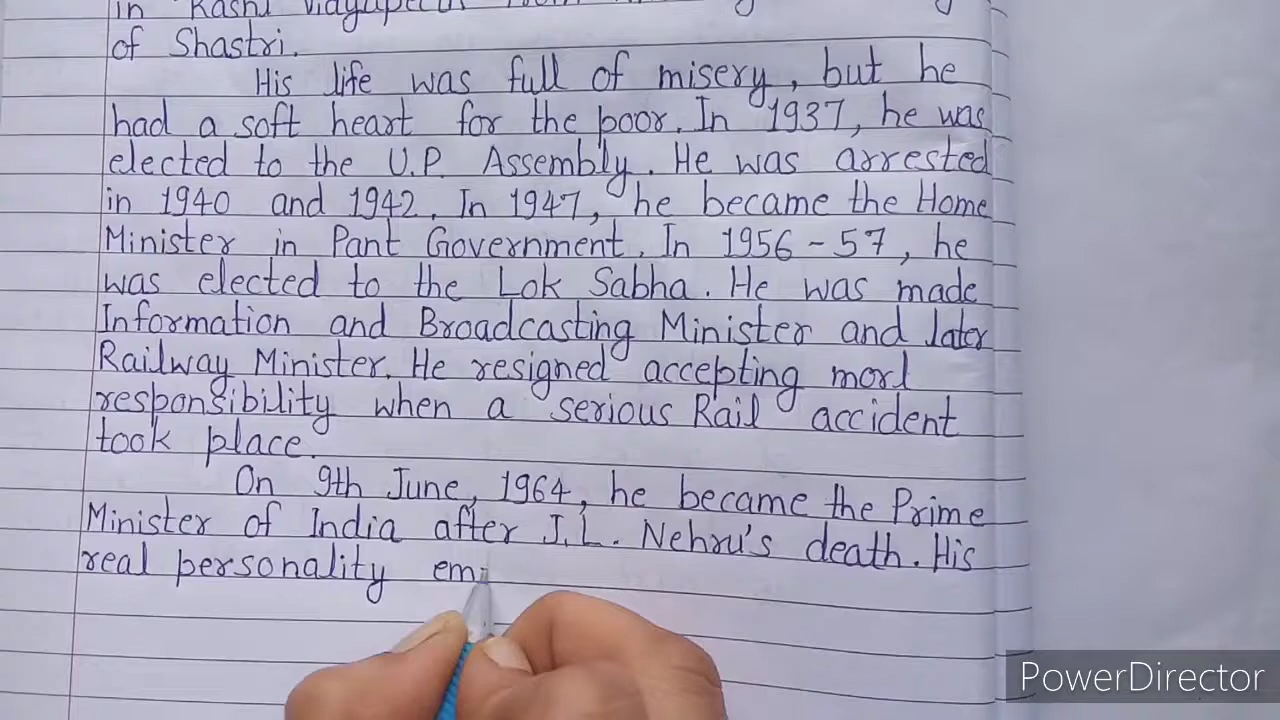 in Kashi
of Shastri.
His life was full of misery, but he
had a soft heart for the poor. In 1937, he was
elected to the U.P. Assembly. He was arrested
in 1940 and 1942. In 1947, he became the Home
Minister in Pant Government. In 1956-57, he
was elected to the Lok Sabha. He was made
Information and Broadcasting Minister and later
Railway Minister. He resigned accepting morl
responsibility when a serious Rail accident
took place.
On 9th June, 1964, he became the Prime
Minister of India after J.L. Nehru's death. His
real personality em
PowerDirector